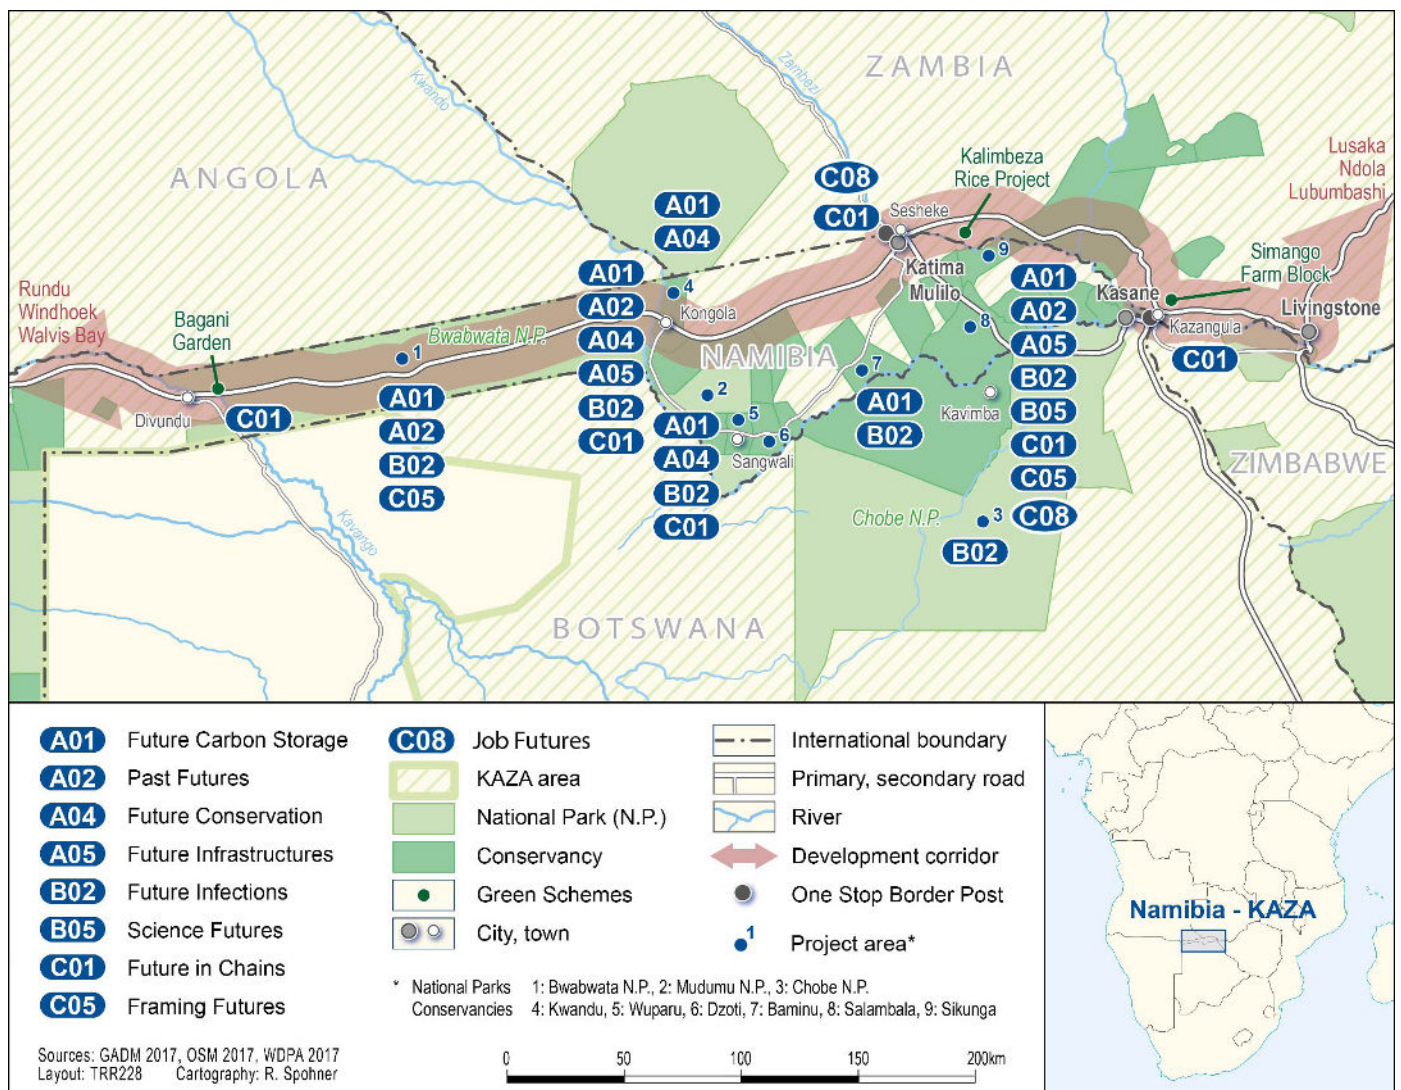 ZAMBIA
Zambezi
Kwando
ANGOLA
Lusaka
Ndola
Lubumbashi
Kalimbeza
Rice Project
C08
A01
C01
Sesheke
A04
Simango
Farm Block
Katima
Mulilo
9
A01
A01
Kasane
Livingstone
Rundu
Windhoek
Walvis Bay
4
A02
A02
Kongola
Kazangula
Bagani
Garden
Bwabwata N.P.
8
A04
A05
C01
NAMIBIA
1
7
A05
B02
A01
2
A01
Kavimba
Divundu
C01
B02
B05
A02
5
A01
B02
C01
6
C01
B02
A04
Sangwali
C05
ZIMBABWE
C05
B02
C08
Kavango
C01
Chobe N.P.
3
B02
BOTSWANA
A01 Future Carbon Storage
A02 Past Futures
A04 Future Conservation
A05 Future Infrastructures
B02 Future Infections
B05 Science Futures
C01 Future in Chains
C05 Framing Futures
C08 Job Futures
KAZA area
National Park (N.P.)
Conservancy
Green Schemes
City, town
International boundary
Primary, secondary road
River
Development corridor
One Stop Border Post
1 Project area*
* National Parks 1: Bwabwata N.P., 2: Mudumu N.P., 3: Chobe N.P.
Conservancies 4: Kwandu, 5: Wuparu, 6: Dzoti, 7: Baminu, 8: Salambala, 9: Sikunga
Sources: GADM 2017, OSM 2017, WDPA 2017
Layout: TRR228 Cartography: R. Spohner
0 50 100 150 200km
Namibia - KAZA